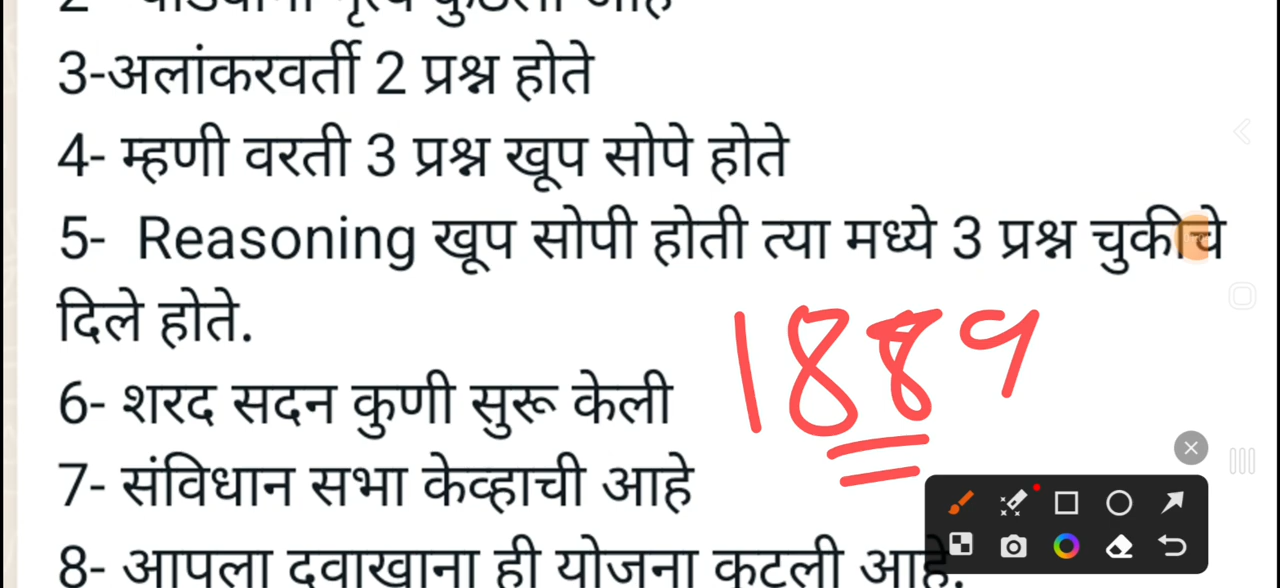 3-अलांकरवर्ती 2 प्रश्न होते
4- म्हणी वरती 3 प्रश्न खूप सोपे होते
5- Reasoning खूप सोपी होती त्या मध्ये 3 प्रश्न चुकीचे
दिले होते.
1889
6- शरद सदन कुणी सुरू केली
7- संविधान सभा केव्हाची आहे
8- आपला दवाखाना ही योजना कुटली आहे.